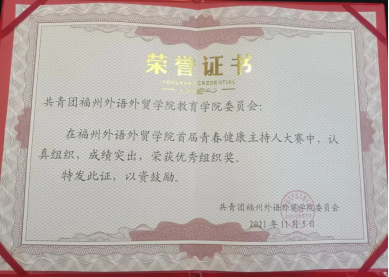 荣誉证书
HONORARY CREDENTIAL
共青团福州外语外贸学院教育学院委员会：
在福州外语外贸学院首届青春健康主持人大赛中，认
真组织，成绩突出，荣获优秀组织奖。
特发此证，以资鼓励。
共青团福州外语外贸学院委员会
2021年11月5日